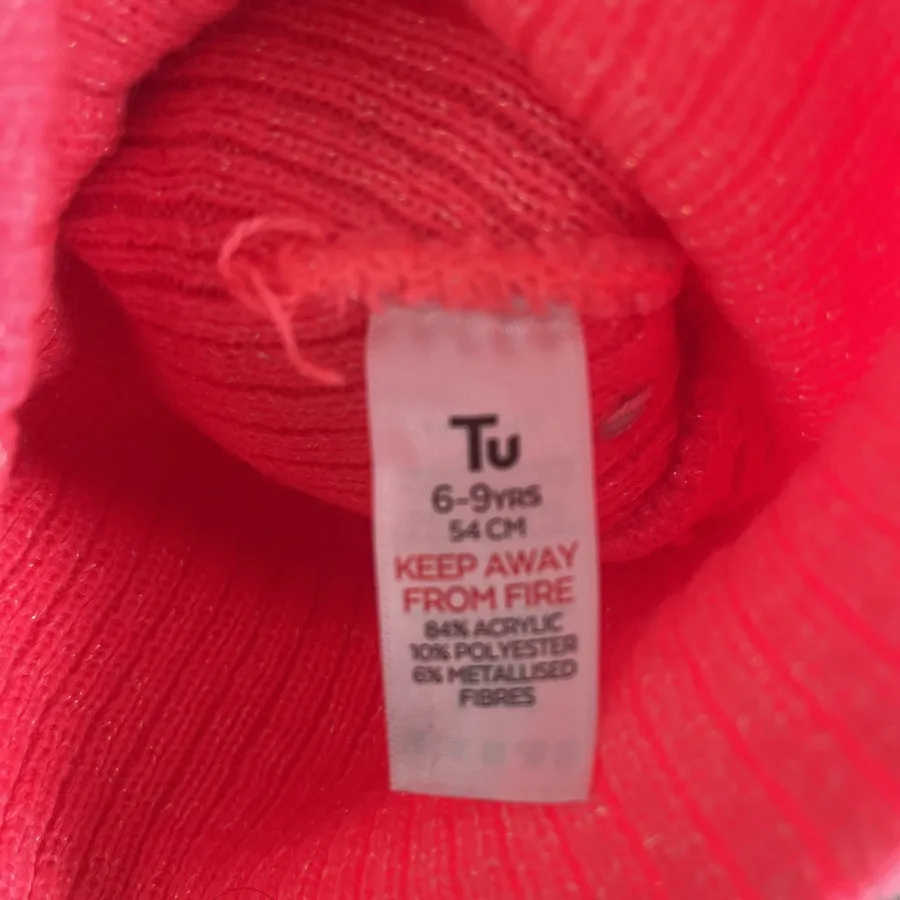 Tu
6-9YRS
54 CM
KEEP AWAY
FROM FIRE
84% ACRYLIC
10% POLYESTER
6% METALLISED
FIBRES